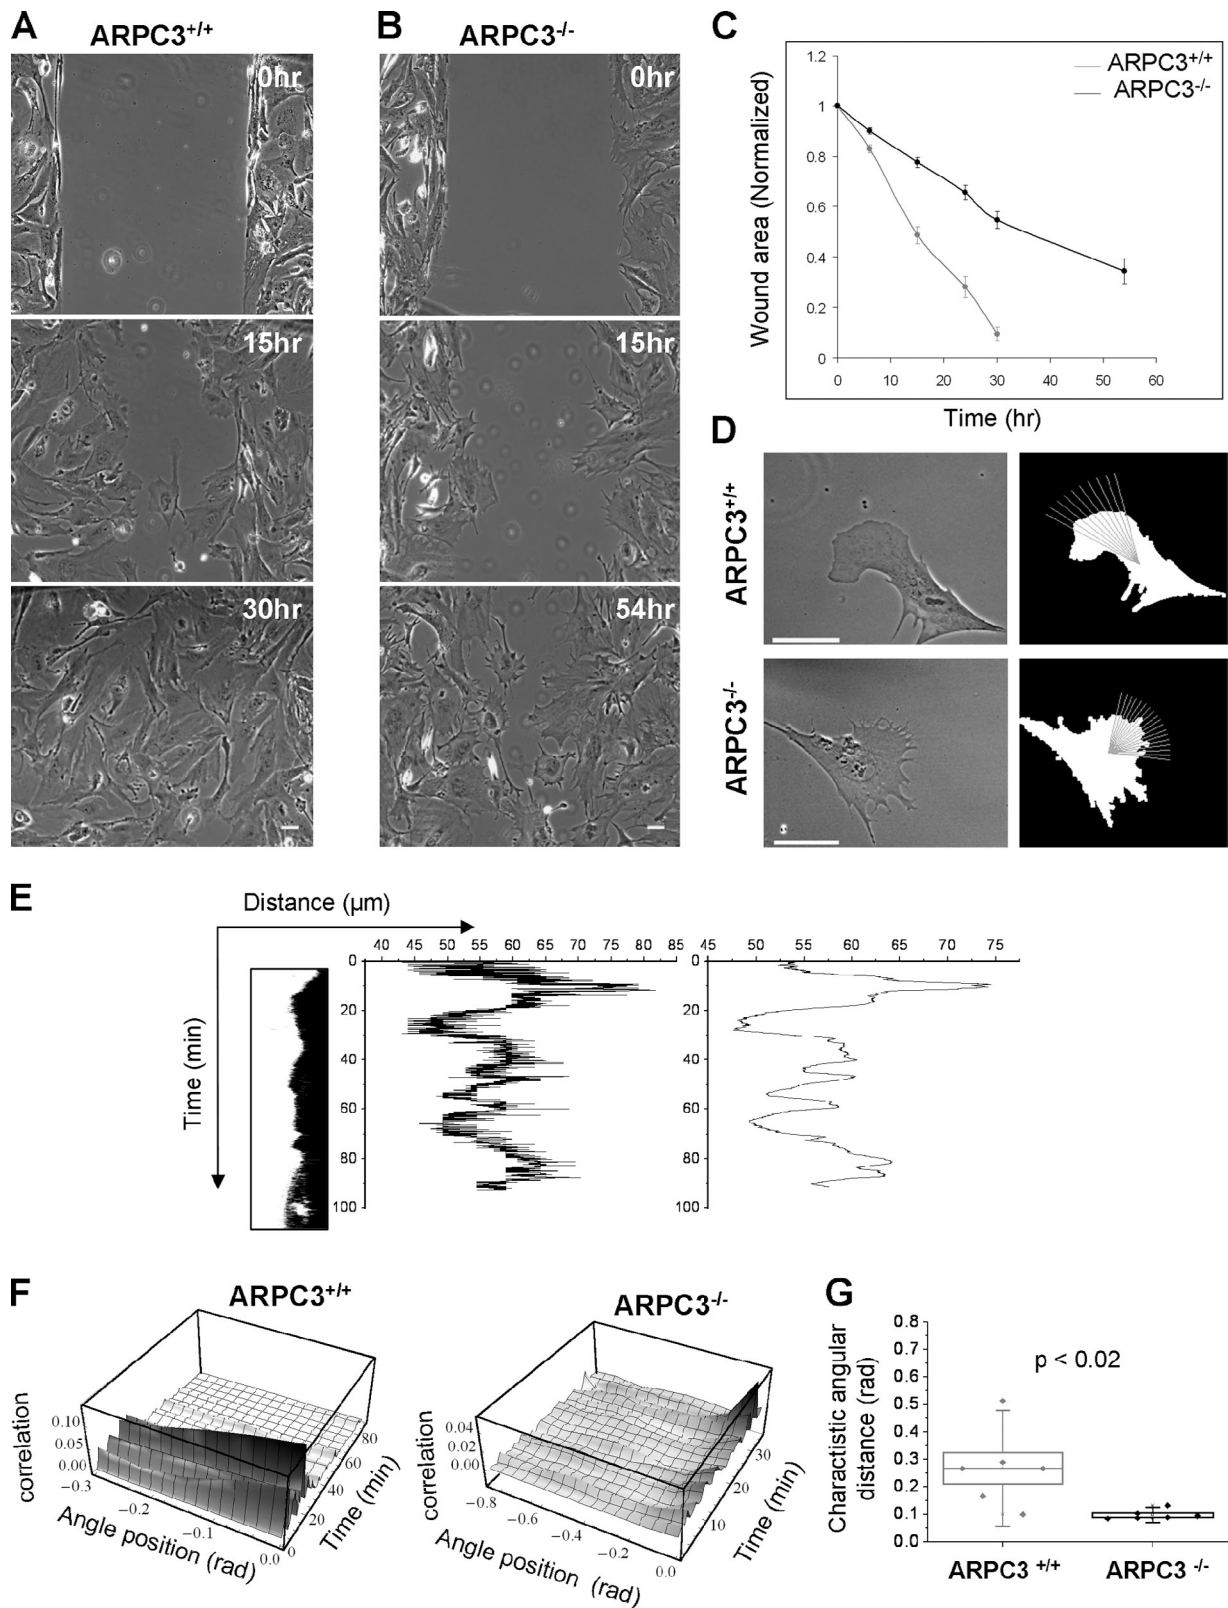 A
ARPC3+/+
0hr
15hr
30hr
B
ARPC3-/-
0hr
15hr
54hr
C
Wound area (Normalized)
1.2
1
0.8
0.6
0.4
0.2
0
0 10 20 30 40 50 60
Time (hr)
ARPC3+/+
ARPC3-/-
D
ARPC3+/+
ARPC3-/-
E
Distance (µm)
Time (min)
40 45 50 55 60 65 70 75 80 85
0
20
40
60
80
100
45 50 55 60 65 70 75
0
20
40
60
80
100
F
ARPC3+/+
correlation
0.10
0.05
0.00
−0.3 −0.2 −0.1 0.0
Angle position (rad)
0 20 40 60 80
Time (min)
ARPC3-/-
correlation
0.04
0.02
0.00
−0.8 −0.6 −0.4 −0.2 0.0
Angle position (rad)
10 20 30
Time (min)
G
Charactistic angular
distance (rad)
0.8
0.7
0.6
0.5
0.4
0.3
0.2
0.1
0.0
p < 0.02
ARPC3 +/+
ARPC3 -/-